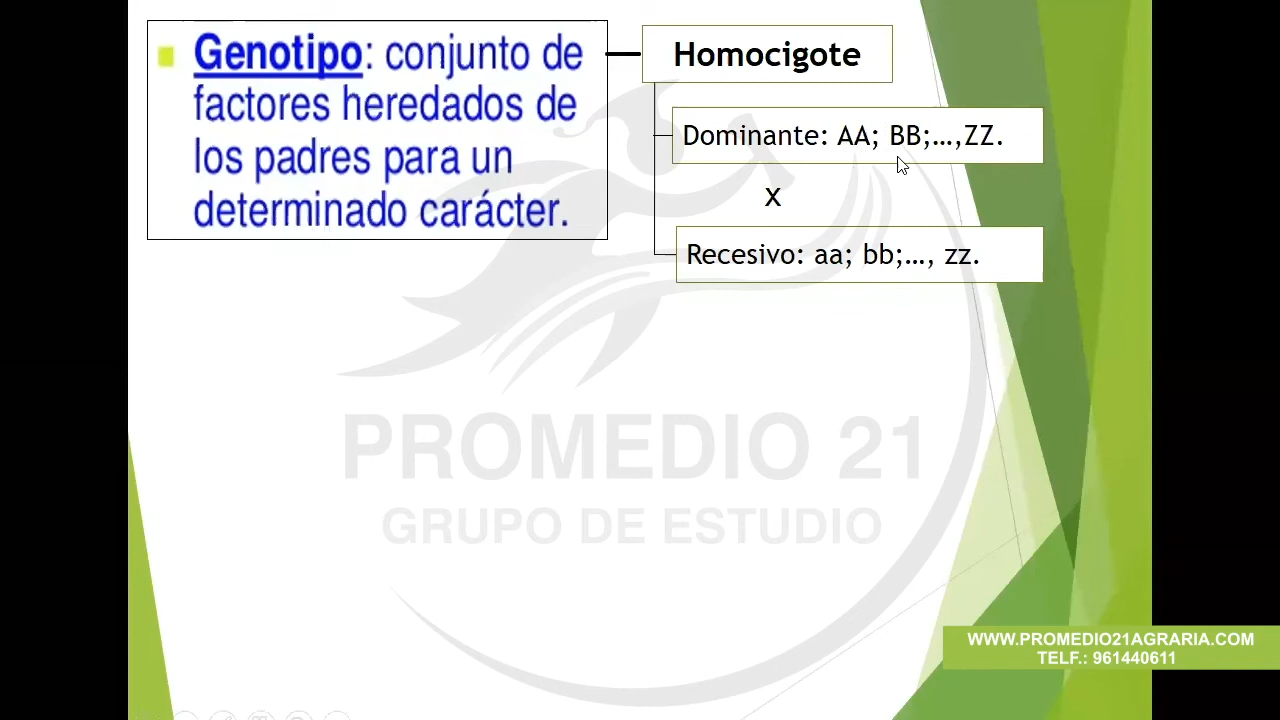 Genotipo: conjunto de
factores heredados de
los padres para un
determinado carácter.
Homocigote
Dominante: AA; BB;...,ZZ.
x
Recesivo: aa; bb;..., zz.
PROMEDIO 21
GRUPO DE ESTUDIO
WWW.PROMEDIO21AGRARIA.COM
TELF.: 961440611